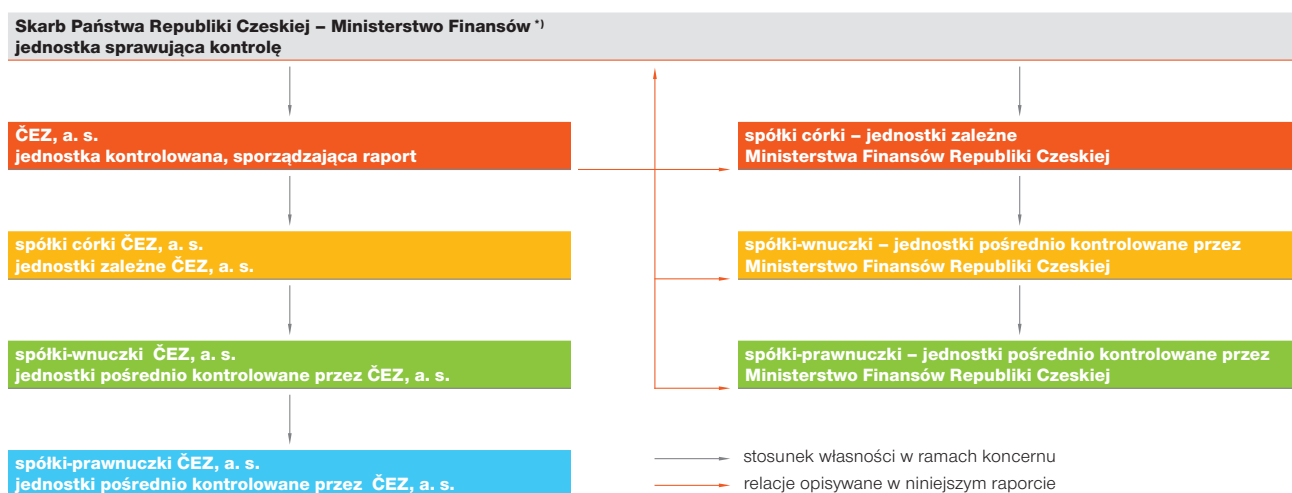 Skarb Państwa Republiki Czeskiej – Ministerstwo Finansów *)
jednostka sprawująca kontrolę
ČEZ, a. s.
jednostka kontrolowana, sporządzająca raport
spółki córki – jednostki zależne
Ministerstwa Finansów Republiki Czeskiej
spółki córki ČEZ, a. s.
jednostki zależne ČEZ, a. s.
spółki-wnuczki – jednostki pośrednio kontrolowane przez
Ministerstwo Finansów Republiki Czeskiej
spółki-wnuczki ČEZ, a. s.
jednostki pośrednio kontrolowane przez ČEZ, a. s.
spółki-prawnuczki – jednostki pośrednio kontrolowane przez
Ministerstwo Finansów Republiki Czeskiej
spółki-prawnuczki ČEZ, a. s.
jednostki pośrednio kontrolowane przez ČEZ, a. s.
stosunek własności w ramach koncernu
relacje opisywane w niniejszym raporcie